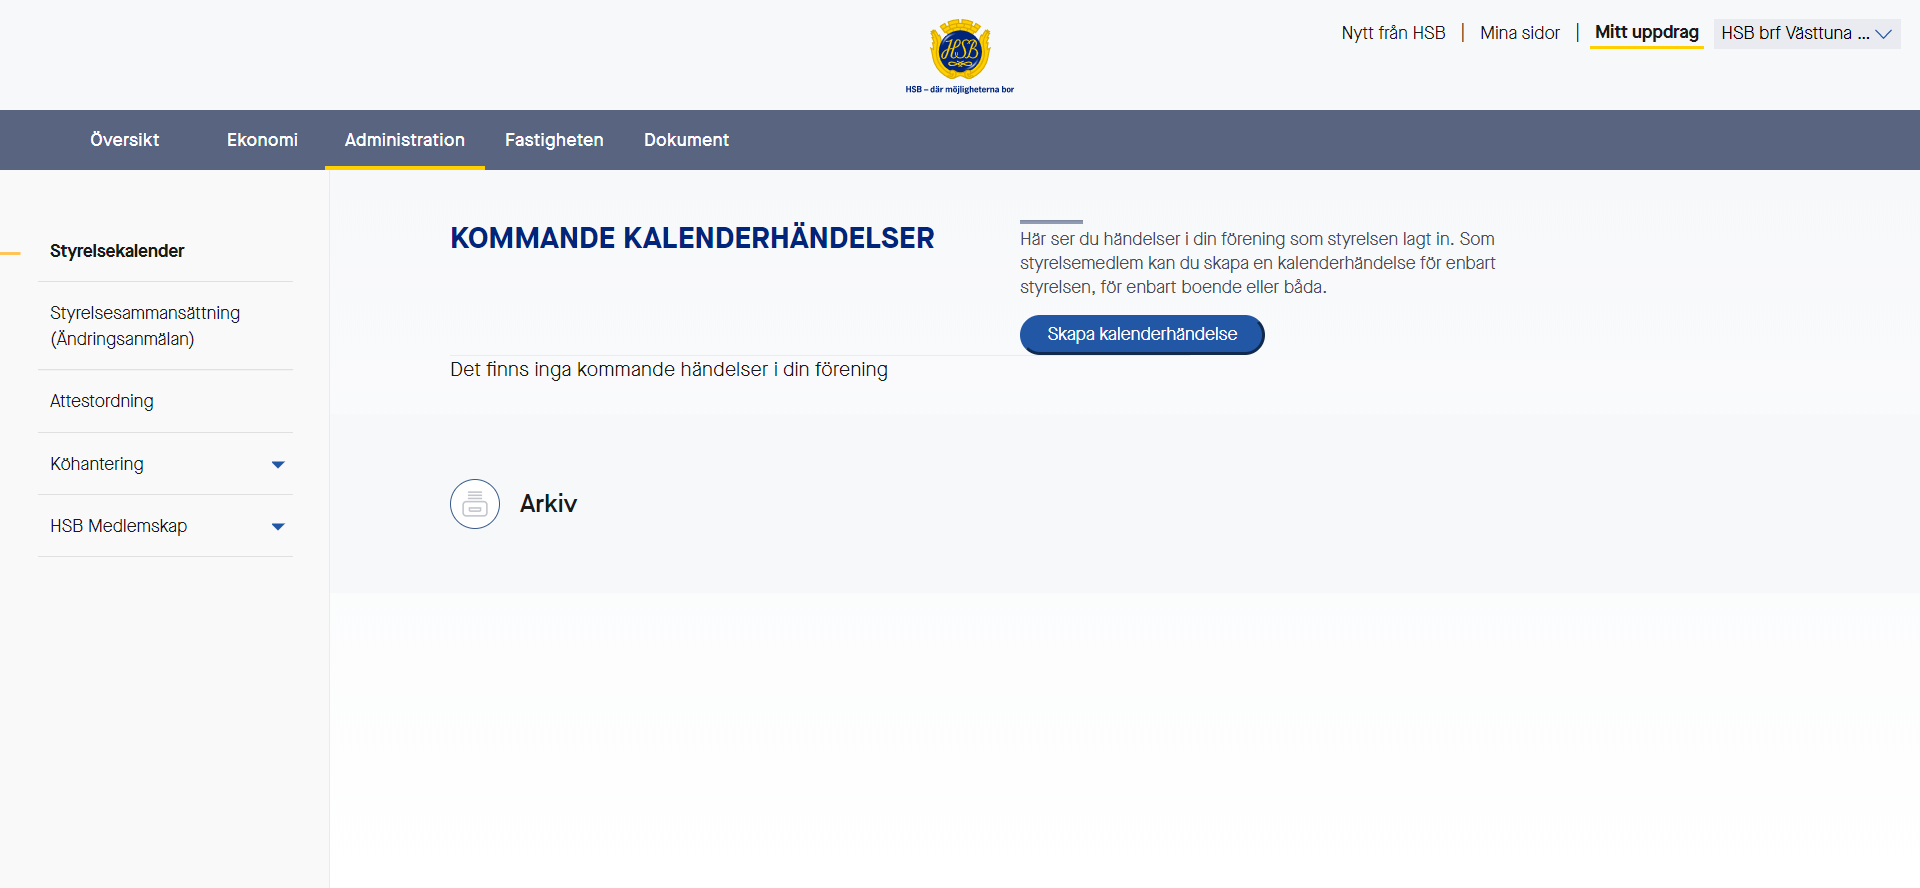 HSB
HSB – där möjligheterna bor
Nytt från HSB | Mina sidor | Mitt uppdrag
HSB brf Västtuna ...
Översikt
Ekonomi
Administration
Fastigheten
Dokument
Styrelsekalender
Styrelsesammansättning
(Ändringsanmälan)
Attestordning
Köhantering
HSB Medlemskap
KOMMANDE KALENDERHÄNDELSER
Här ser du händelser i din förening som styrelsen lagt in. Som
styrelsemedlem kan du skapa en kalenderhändelse för enbart
styrelsen, för enbart boende eller båda.
Skapa kalenderhändelse
Det finns inga kommande händelser i din förening
Arkiv